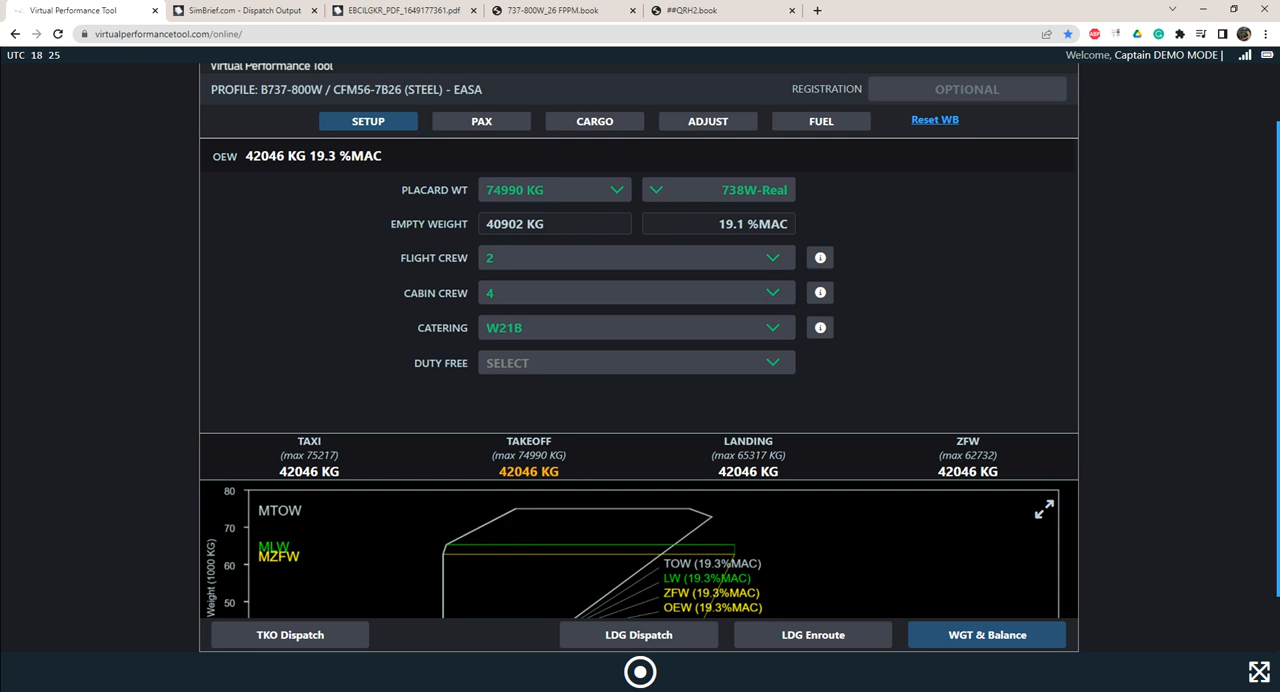 Virtual Performance Tool
SimBrief.com - Dispatch Output
EBCILGKR_PDF_1649177361.pdf
737-800W_26 FPPM.book
##QRH2.book
virtualperformancetool.com/online/
UTC 18 25
Welcome, Captain DEMO MODE |
Virtual Performance Tool
PROFILE: B737-800W / CFM56-7B26 (STEEL) - EASA
REGISTRATION OPTIONAL
SETUP PAX CARGO ADJUST FUEL Reset WB
OEW 42046 KG 19.3 %MAC
PLACARD WT 74990 KG 738W-Real
EMPTY WEIGHT 40902 KG 19.1 %MAC
FLIGHT CREW 2
CABIN CREW 4
CATERING W21B
DUTY FREE SELECT
TAXI TAKEOFF LANDING ZFW
(max 75217) (max 74990 KG) (max 65317 KG) (max 62732)
42046 KG 42046 KG 42046 KG 42046 KG
80
MTOW
70
MLW
MZFW
60
50
Weight (1000 KG)
TOW (19.3%MAC)
LW (19.3%MAC)
ZFW (19.3%MAC)
OEW (19.3%MAC)
TKO Dispatch LDG Dispatch LDG Enroute WGT & Balance